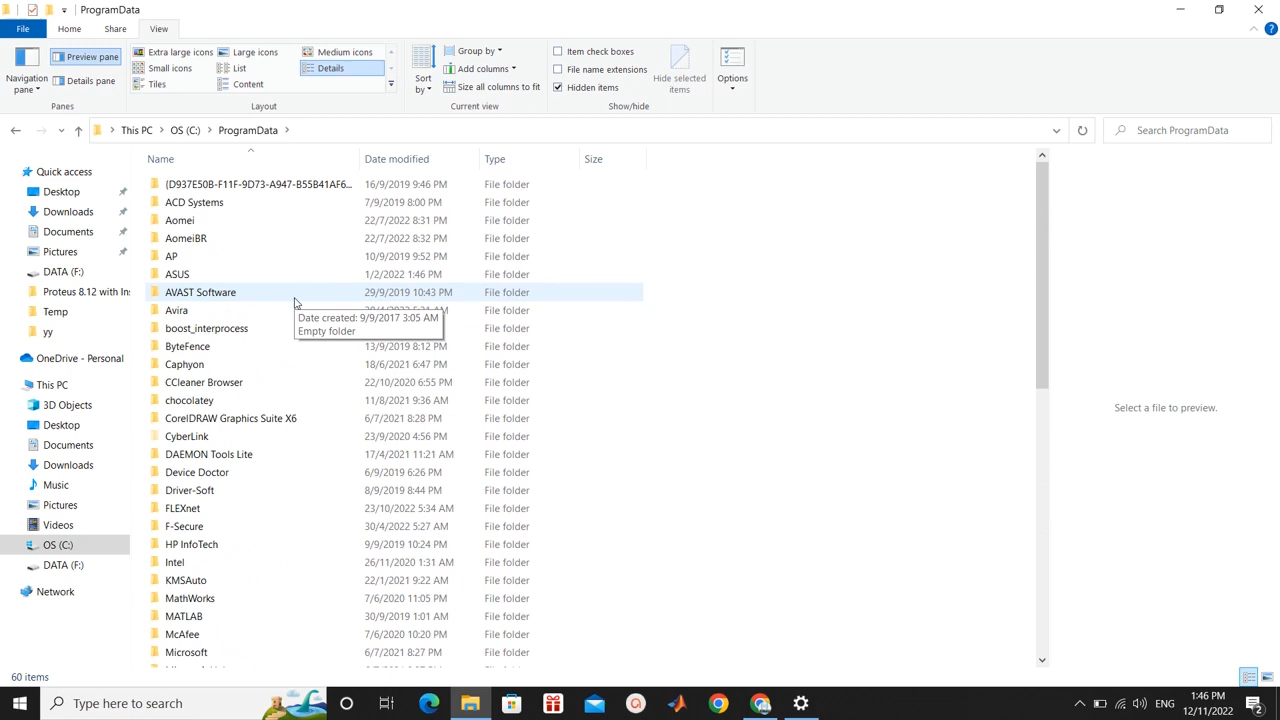 ProgramData
File Home Share View
Navigation pane
Preview pane
Details pane
Panes
Extra large icons Large icons Medium icons
Small icons List Details
Tiles Content
Layout
Sort by
Group by
Add columns
Size all columns to fit
Current view
Item check boxes
File name extensions
Hidden items
Hide selected items
Show/hide
Options
This PC OS (C:) ProgramData
Search ProgramData
Quick access
Desktop
Downloads
Documents
Pictures
DATA (F:)
Proteus 8.12 with Ins
Temp
yy
OneDrive - Personal
This PC
3D Objects
Desktop
Documents
Downloads
Music
Pictures
Videos
OS (C:)
DATA (F:)
Network
Name Date modified Type Size
{D937E50B-F11F-9D73-A947-B55B41AF6... 16/9/2019 9:46 PM File folder
ACD Systems 7/9/2019 8:00 PM File folder
Aomei 22/7/2022 8:31 PM File folder
AomeiBR 22/7/2022 8:32 PM File folder
AP 10/9/2019 9:52 PM File folder
ASUS 1/2/2022 1:46 PM File folder
AVAST Software 29/9/2019 10:43 PM File folder
Avira File folder
Date created: 9/9/2017 3:05 AM
Empty folder
boost_interprocess File folder
ByteFence 13/9/2019 8:12 PM File folder
Caphyon 18/6/2021 6:47 PM File folder
CCleaner Browser 22/10/2020 6:55 PM File folder
chocolatey 11/8/2021 9:36 AM File folder
CorelDRAW Graphics Suite X6 6/7/2021 8:28 PM File folder
CyberLink 23/9/2020 4:56 PM File folder
DAEMON Tools Lite 17/4/2021 11:21 AM File folder
Device Doctor 6/9/2019 6:26 PM File folder
Driver-Soft 8/9/2019 8:44 PM File folder
FLEXnet 23/10/2022 5:34 AM File folder
F-Secure 30/4/2022 5:27 AM File folder
HP InfoTech 9/9/2019 10:24 PM File folder
Intel 26/11/2020 1:31 AM File folder
KMSAuto 22/1/2021 9:22 AM File folder
MathWorks 7/6/2020 11:05 PM File folder
MATLAB 30/9/2019 1:01 AM File folder
McAfee 7/6/2020 10:20 PM File folder
Microsoft 6/7/2021 8:28 PM File folder
Select a file to preview.
60 items
Type here to search
ENG
1:46 PM
12/11/2022
2